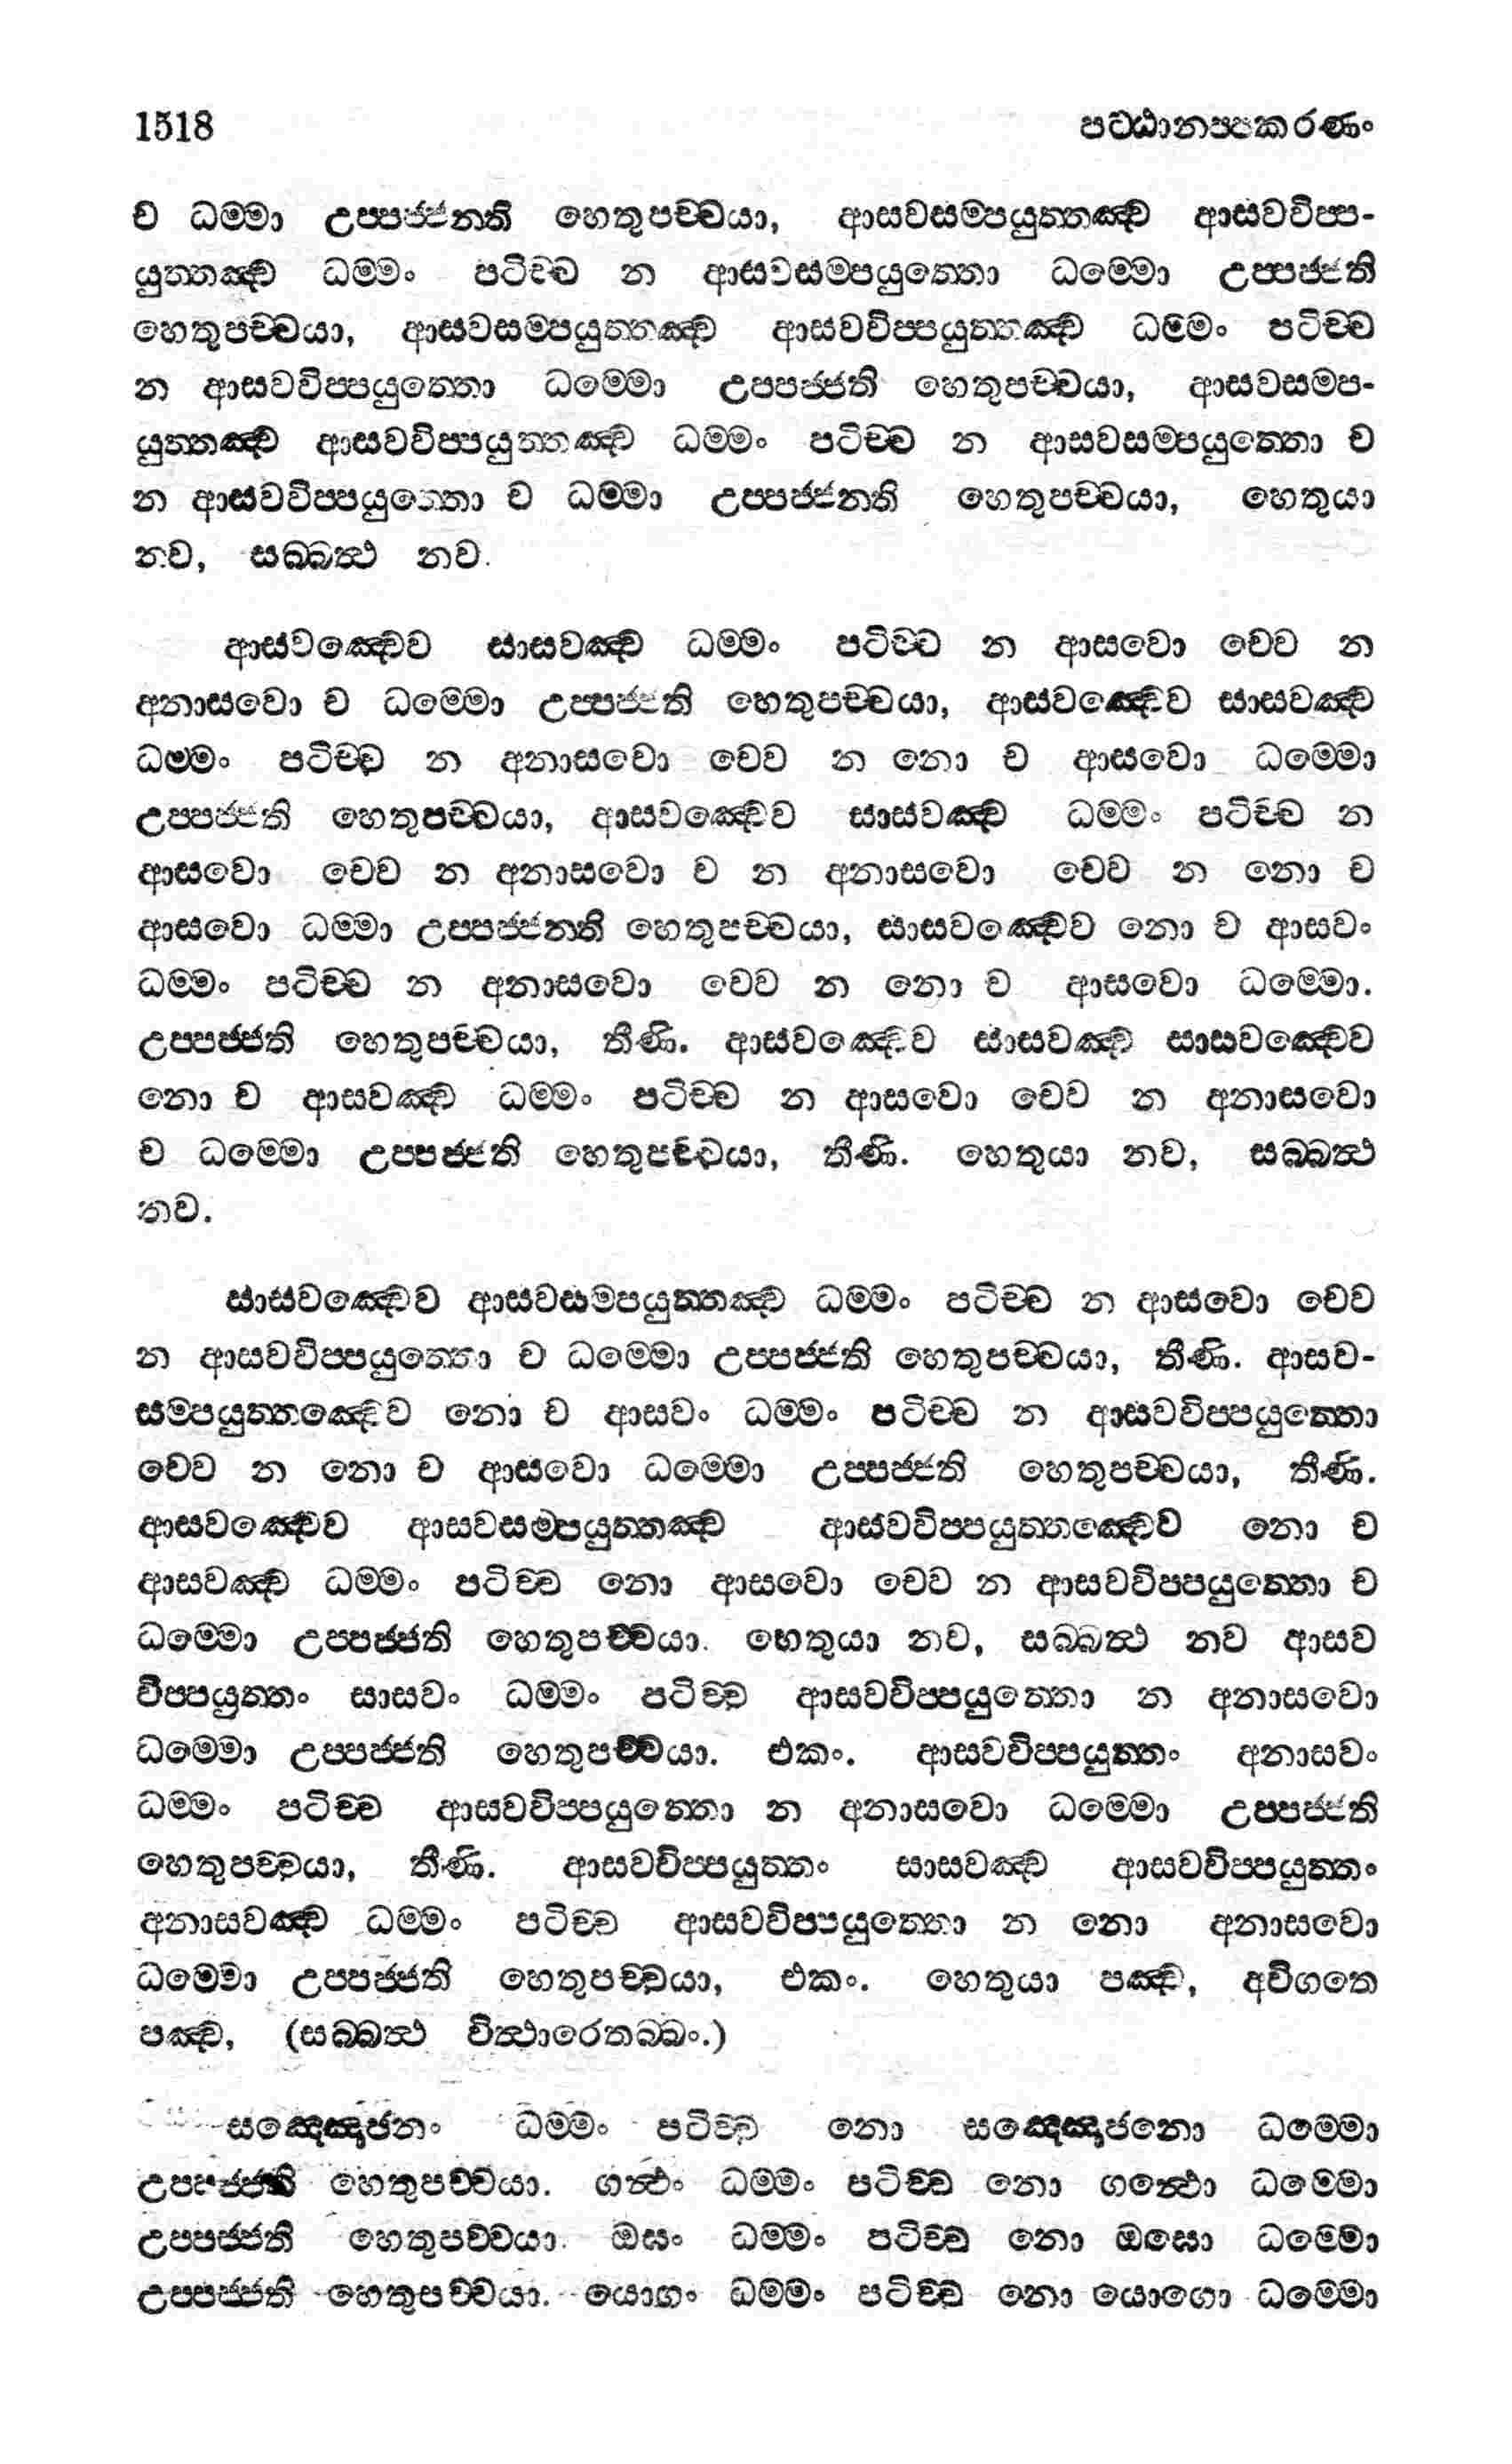 1518 පට්ඨානප්පකරණං
ච ධම්මා උප්පජ්ජන්ති හෙතුපච්චයා, ආසවසම්පයුත්තඤ්ච ආසවවිප්ප-
යුත්තඤ්ච ධම්මං පටිච්ච න ආසවසම්පයුත්තො ධම්මො උප්පජ්ජති
හෙතුපච්චයා, ආසවසම්පයුත්තඤ්ච ආසවවිප්පයුත්තඤ්ච ධම්මං පටිච්ච
න ආසවවිප්පයුත්තො ධම්මො උප්පජ්ජති හෙතුපච්චයා, ආසවසම්ප-
යුත්තඤ්ච ආසවවිප්පයුත්තඤ්ච ධම්මං පටිච්ච න ආසවසම්පයුත්තො ච
න ආසවවිප්පයුත්තො ච ධම්මා උප්පජ්ජන්ති හෙතුපච්චයා, හෙතුයා
නව, සබ්බත්ථ නව.
ආසවඤ්චෙව සාසවඤ්ච ධම්මං පටිච්ච න ආසවො චෙව න
අනාසවො ච ධම්මො උප්පජ්ජති හෙතුපච්චයා, ආසවඤ්චෙව සාසවඤ්ච
ධම්මං පටිච්ච න අනාසවො චෙව න නො ච ආසවො ධම්මො
උප්පජ්ජති හෙතුපච්චයා, ආසවඤ්චෙව සාසවඤ්ච ධම්මං පටිච්ච න
ආසවො චෙව න අනාසවො ච න අනාසවො චෙව න නො ච
ආසවො ධම්මා උප්පජ්ජන්ති හෙතුපච්චයා, සාසවඤ්චෙව නො ච ආසවං
ධම්මං පටිච්ච න අනාසවො චෙව න නො ච ආසවො ධම්මො.
උප්පජ්ජති හෙතුපච්චයා, තීණි. ආසවඤ්චෙව සාසවඤ්ච සාසවඤ්චෙව
නො ච ආසවඤ්ච ධම්මං පටිච්ච න ආසවො චෙව න අනාසවො
ච ධම්මො උප්පජ්ජති හෙතුපච්චයා, තීණි. හෙතුයා නව, සබ්බත්ථ
නව.
සාසවඤ්චෙව ආසවසම්පයුත්තඤ්ච ධම්මං පටිච්ච න ආසවො චෙව
න ආසවවිප්පයුත්තො ච ධම්මො උප්පජ්ජති හෙතුපච්චයා, තීණි. ආසව-
සම්පයුත්තඤ්චෙව නො ච ආසවං ධම්මං පටිච්ච න ආසවවිප්පයුත්තො
චෙව න නො ච ආසවො ධම්මො උප්පජ්ජති හෙතුපච්චයා, තීණි.
ආසවඤ්චෙව ආසවසම්පයුත්තඤ්ච ආසවවිප්පයුත්තඤ්චෙව නො ච
ආසවඤ්ච ධම්මං පටිච්ච නො ආසවො චෙව න ආසවවිප්පයුත්තො ච
ධම්මො උප්පජ්ජති හෙතුපච්චයා. හෙතුයා නව, සබ්බත්ථ නව ආසව
විප්පයුත්තං සාසවං ධම්මං පටිච්ච ආසවවිප්පයුත්තො න අනාසවො
ධම්මො උප්පජ්ජති හෙතුපච්චයා. එකං. ආසවවිප්පයුත්තං අනාසවං
ධම්මං පටිච්ච ආසවවිප්පයුත්තො න අනාසවො ධම්මො උප්පජ්ජති
හෙතුපච්චයා, තීණි. ආසවවිප්පයුත්තං සාසවඤ්ච ආසවවිප්පයුත්තං
අනාසවඤ්ච ධම්මං පටිච්ච ආසවවිප්පයුත්තො න නො අනාසවො
ධම්මො උප්පජ්ජති හෙතුපච්චයා, එකං. හෙතුයා පඤ්ච, අවිගතෙ
පඤ්ච, (සබ්බත්ථ විත්ථාරෙතබ්බං.)
සඤ්ඤොජනං ධම්මං පටිච්ච නො සඤ්ඤොජනො ධම්මො
උප්පජ්ජති හෙතුපච්චයා. ගන්ථං ධම්මං පටිච්ච නො ගන්ථො ධම්මො
උප්පජ්ජති හෙතුපච්චයා. ඔඝං ධම්මං පටිච්ච නො ඔඝො ධම්මො
උප්පජ්ජති හෙතුපච්චයා. යොගං ධම්මං පටිච්ච නො යොගො ධම්මො